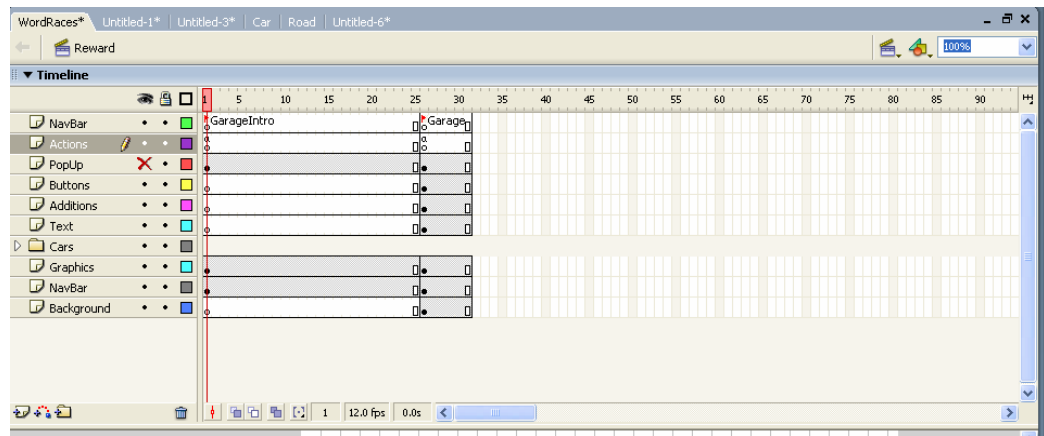 WordRaces* Untitled-1* Untitled-3* Car Road Untitled-6*
Reward 100%
Timeline
1 5 10 15 20 25 30 35 40 45 50 55 60 65 70 75 80 85 90
NavBar GarageIntro Garage
Actions a a
PopUp
Buttons
Additions
Text
Cars
Graphics
NavBar
Background
1 12.0 fps 0.0s